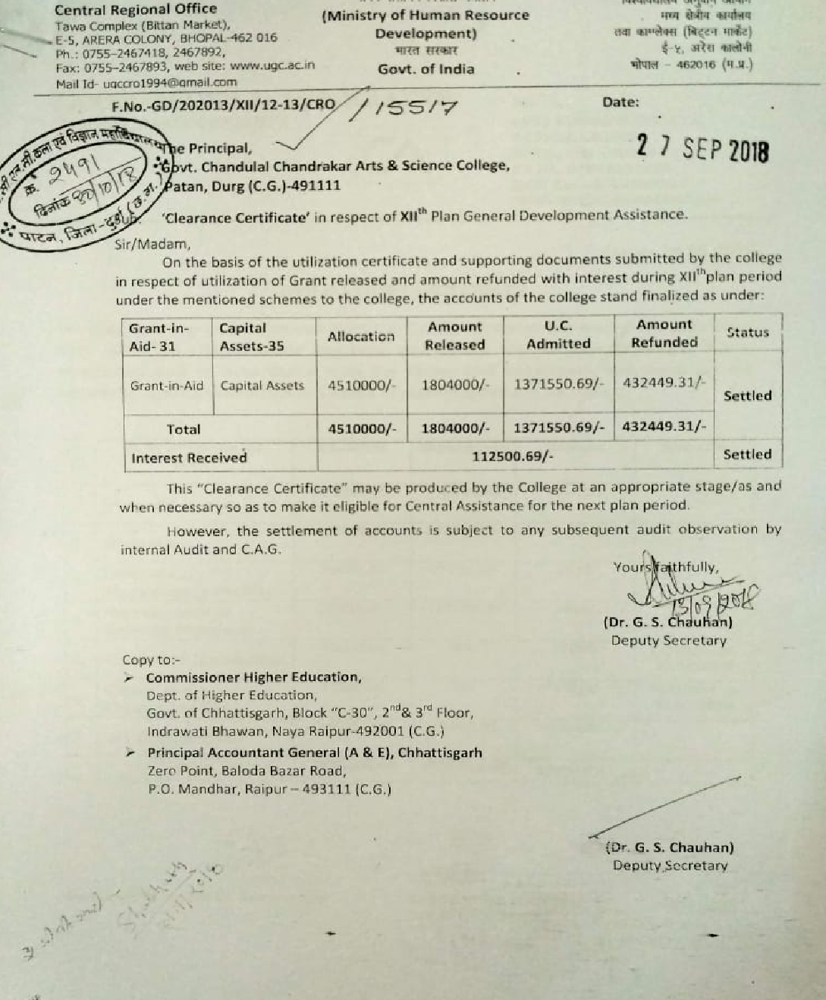 Central Regional Office
Tawa Complex (Bittan Market),
E-5, ARERA COLONY, BHOPAL-462 016
Ph.: 0755-2467418, 2467892,
Fax: 0755-2467893, web site: www.ugc.ac.in
Mail Id- ugccro1994@gmail.com
(Ministry of Human Resource
Development)
भारत सरकार
Govt. of India
विश्वविद्यालय अनुदान आयोग
मध्य क्षेत्रीय कार्यालय
तवा काम्प्लेक्स (बिट्टन मार्केट)
ई-५, अरेरा कालोनी
भोपाल - 462016 (म.प्र.)
F.No.-GD/202013/XII/12-13/CRO /15517
Date:
27 SEP 2018
कला एवं विज्ञान महाविद्यालय
क्र. 2491
दिनांक 30/10/18
पाटन, जिला-दुर्ग (छ.ग.)
The Principal,
Govt. Chandulal Chandrakar Arts & Science College,
Patan, Durg (C.G.)-491111
'Clearance Certificate' in respect of XIIth Plan General Development Assistance.
Sir/Madam,
On the basis of the utilization certificate and supporting documents submitted by the college
in respect of utilization of Grant released and amount refunded with interest during XIIth plan period
under the mentioned schemes to the college, the accounts of the college stand finalized as under:
Grant-in-Aid- 31 Capital Assets-35 Allocation Amount Released U.C. Admitted Amount Refunded Status
Grant-in-Aid Capital Assets 4510000/- 1804000/- 1371550.69/- 432449.31/- Settled
Total 4510000/- 1804000/- 1371550.69/- 432449.31/-
Interest Received 112500.69/- Settled
This "Clearance Certificate" may be produced by the College at an appropriate stage/as and
when necessary so as to make it eligible for Central Assistance for the next plan period.
However, the settlement of accounts is subject to any subsequent audit observation by
internal Audit and C.A.G.
Yours faithfully,
13/09/2018
(Dr. G. S. Chauhan)
Deputy Secretary
Copy to:-
➢ Commissioner Higher Education,
Dept. of Higher Education,
Govt. of Chhattisgarh, Block "C-30", 2nd& 3rd Floor,
Indrawati Bhawan, Naya Raipur-492001 (C.G.)
➢ Principal Accountant General (A & E), Chhattisgarh
Zero Point, Baloda Bazar Road,
P.O. Mandhar, Raipur – 493111 (C.G.)
(Dr. G. S. Chauhan)
Deputy Secretary